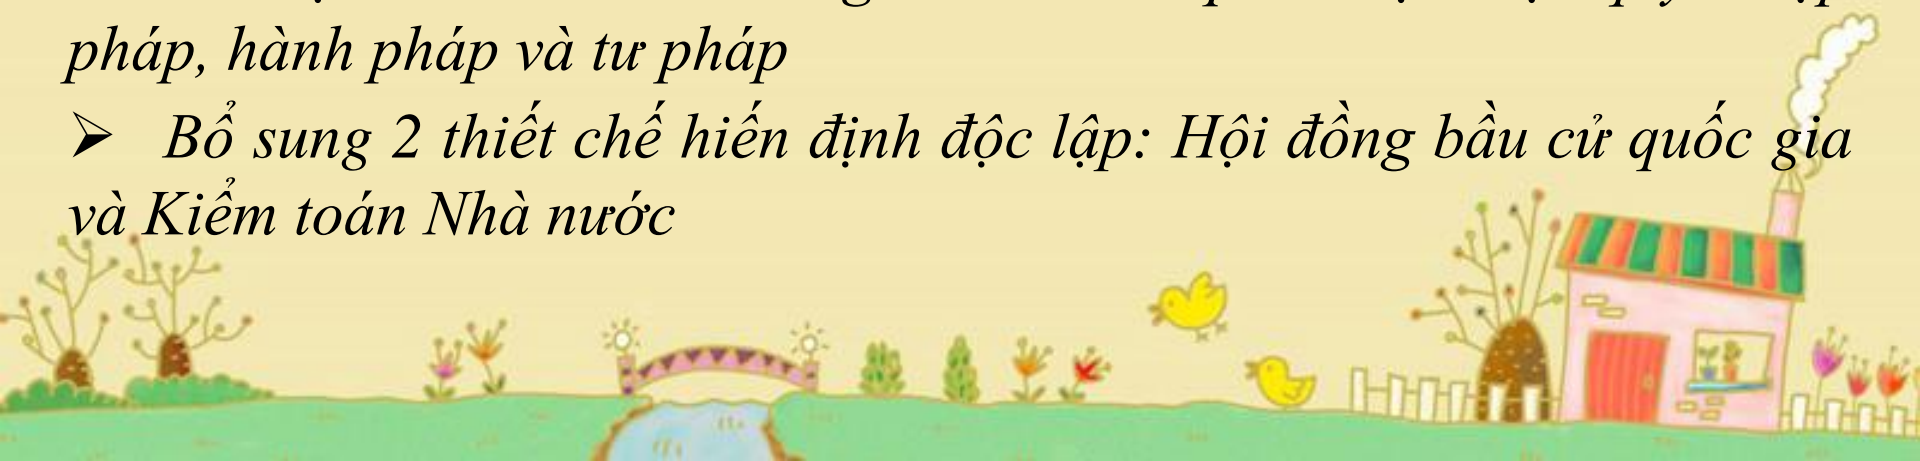 pháp, hành pháp và tư pháp
➢ Bổ sung 2 thiết chế hiến định độc lập: Hội đồng bầu cử quốc gia
và Kiểm toán Nhà nước